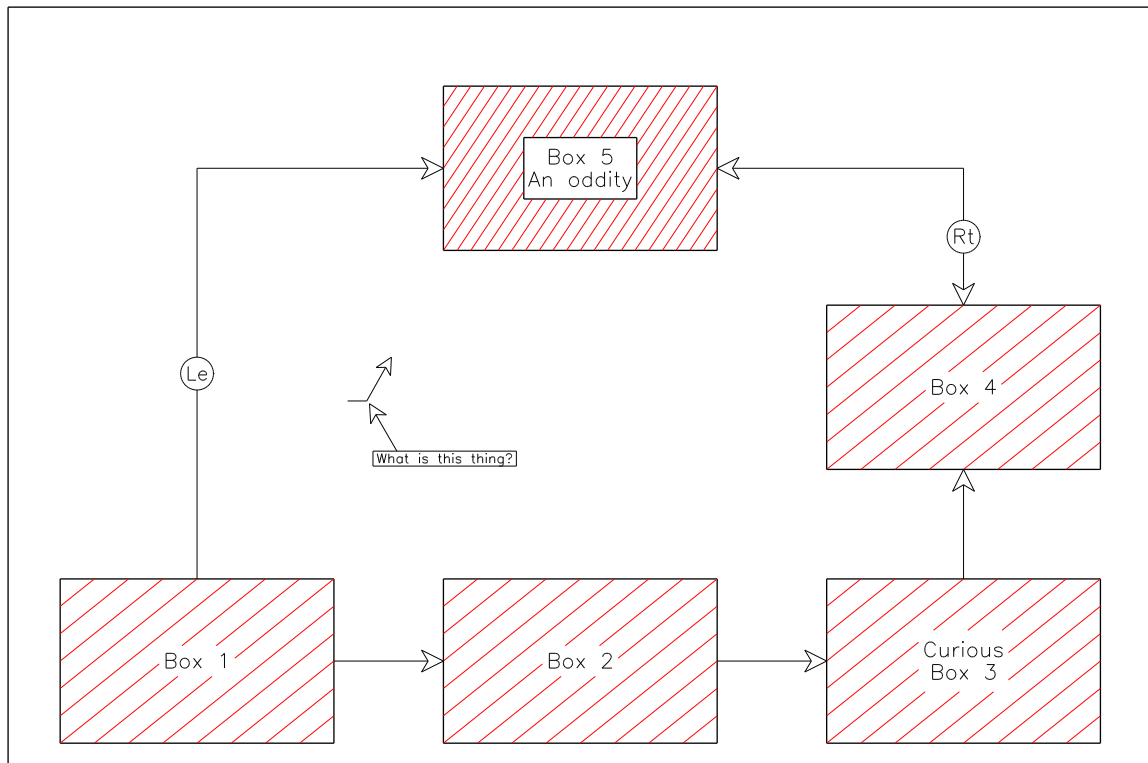 Box 5
An oddity
Rt
Le
Box 4
What is this thing?
Box 1
Box 2
Curious
Box 3